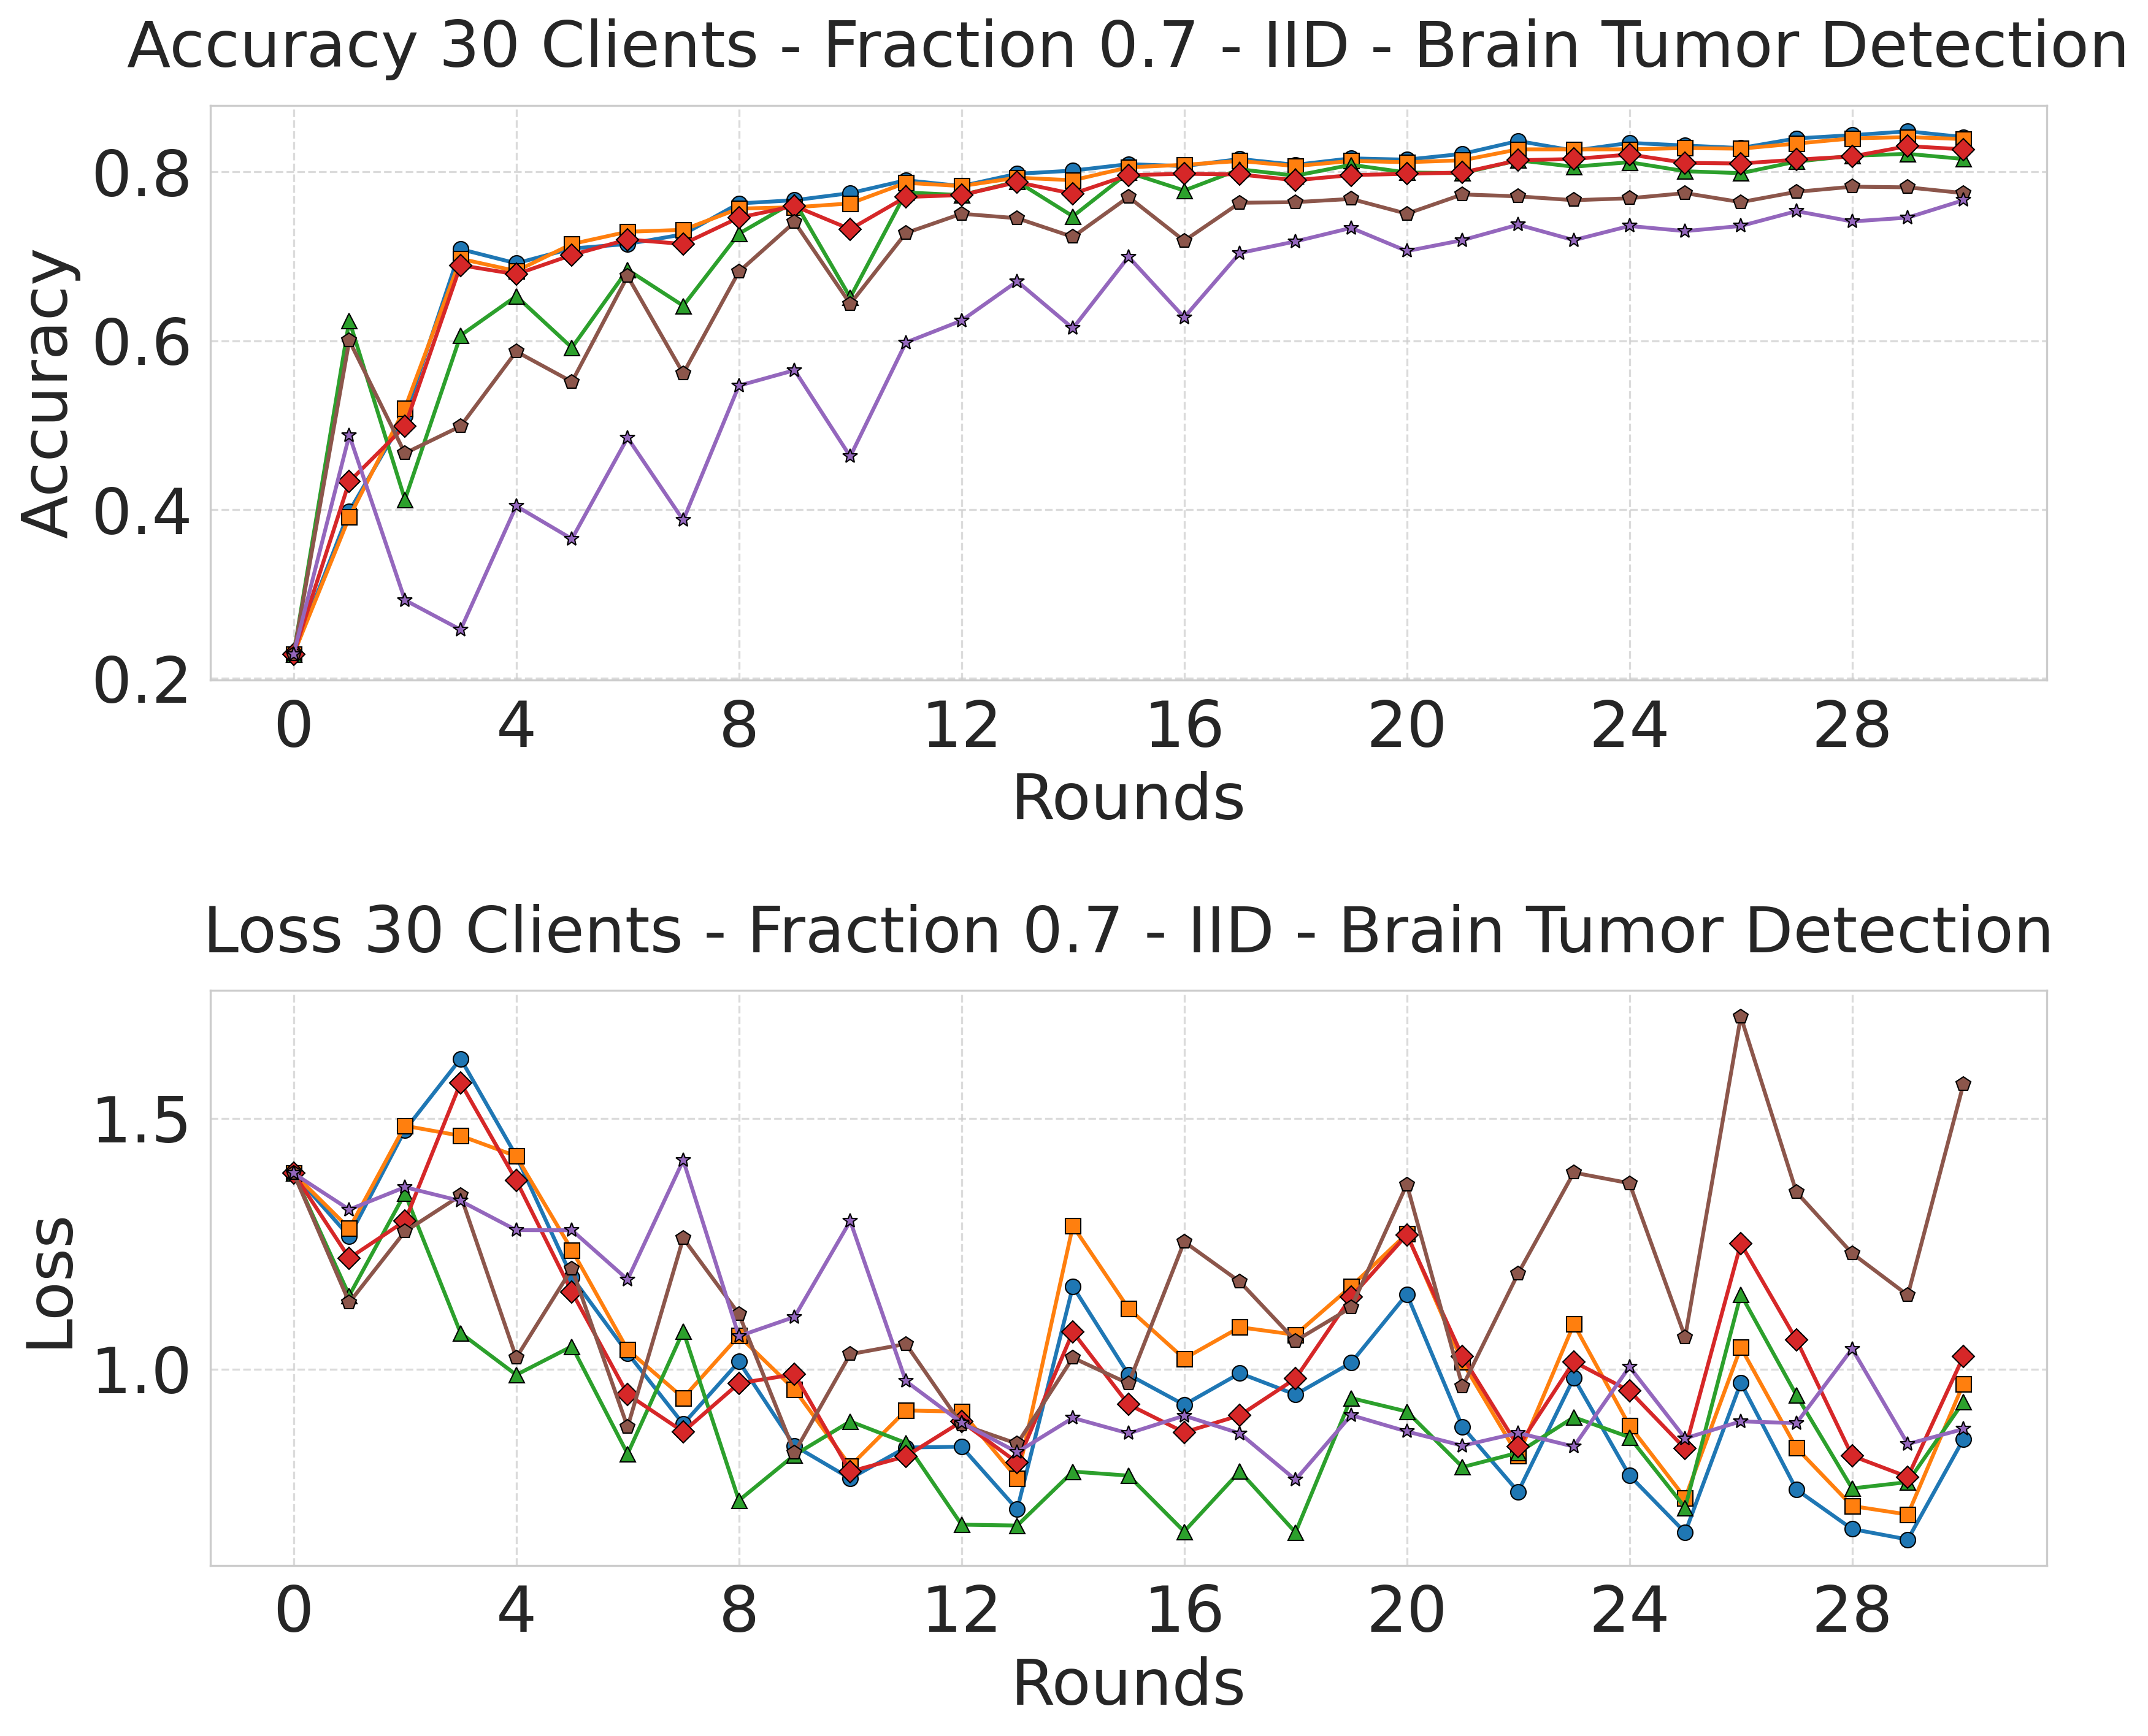 Accuracy 30 Clients - Fraction 0.7 - IID - Brain Tumor Detection
Accuracy
0.8
0.6
0.4
0.2
0 4 8 12 16 20 24 28
Rounds
Loss 30 Clients - Fraction 0.7 - IID - Brain Tumor Detection
Loss
1.5
1.0
0 4 8 12 16 20 24 28
Rounds